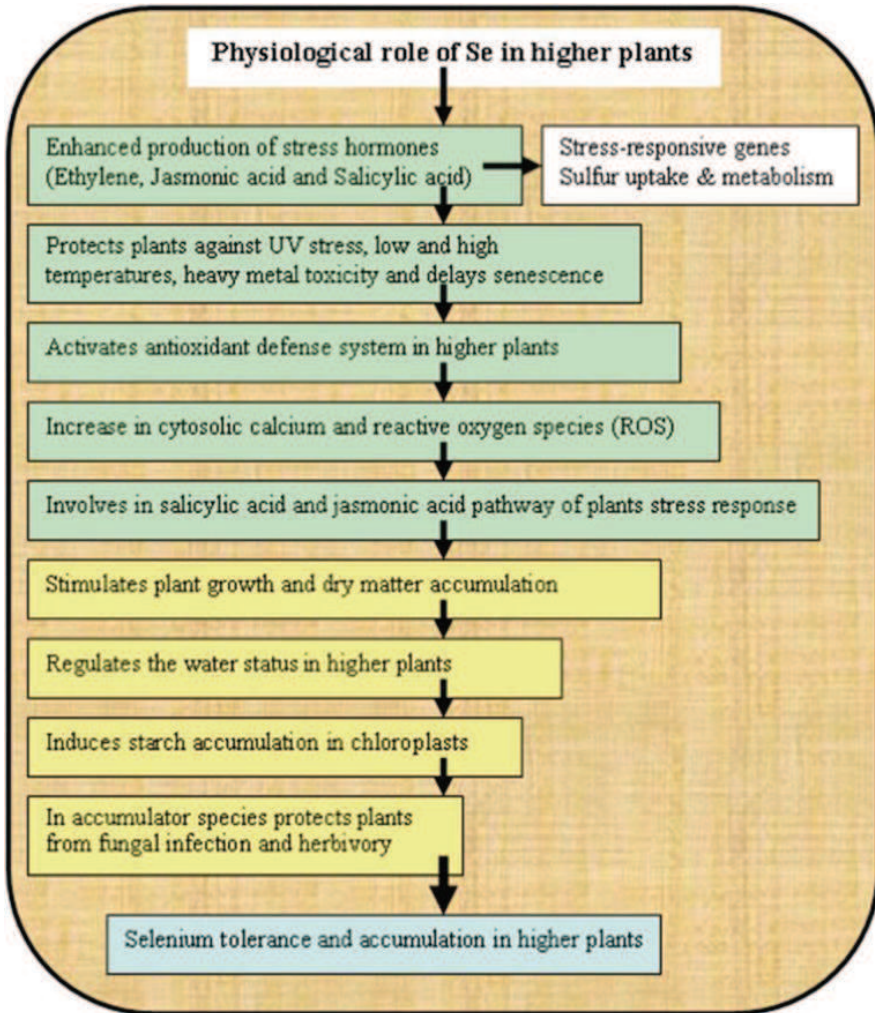 Physiological role of Se in higher plants
Enhanced production of stress hormones
(Ethylene, Jasmonic acid and Salicylic acid)
Stress-responsive genes
Sulfur uptake & metabolism
Protects plants against UV stress, low and high
temperatures, heavy metal toxicity and delays senescence
Activates antioxidant defense system in higher plants
Increase in cytosolic calcium and reactive oxygen species (ROS)
Involves in salicylic acid and jasmonic acid pathway of plants stress response
Stimulates plant growth and dry matter accumulation
Regulates the water status in higher plants
Induces starch accumulation in chloroplasts
In accumulator species protects plants
from fungal infection and herbivory
Selenium tolerance and accumulation in higher plants